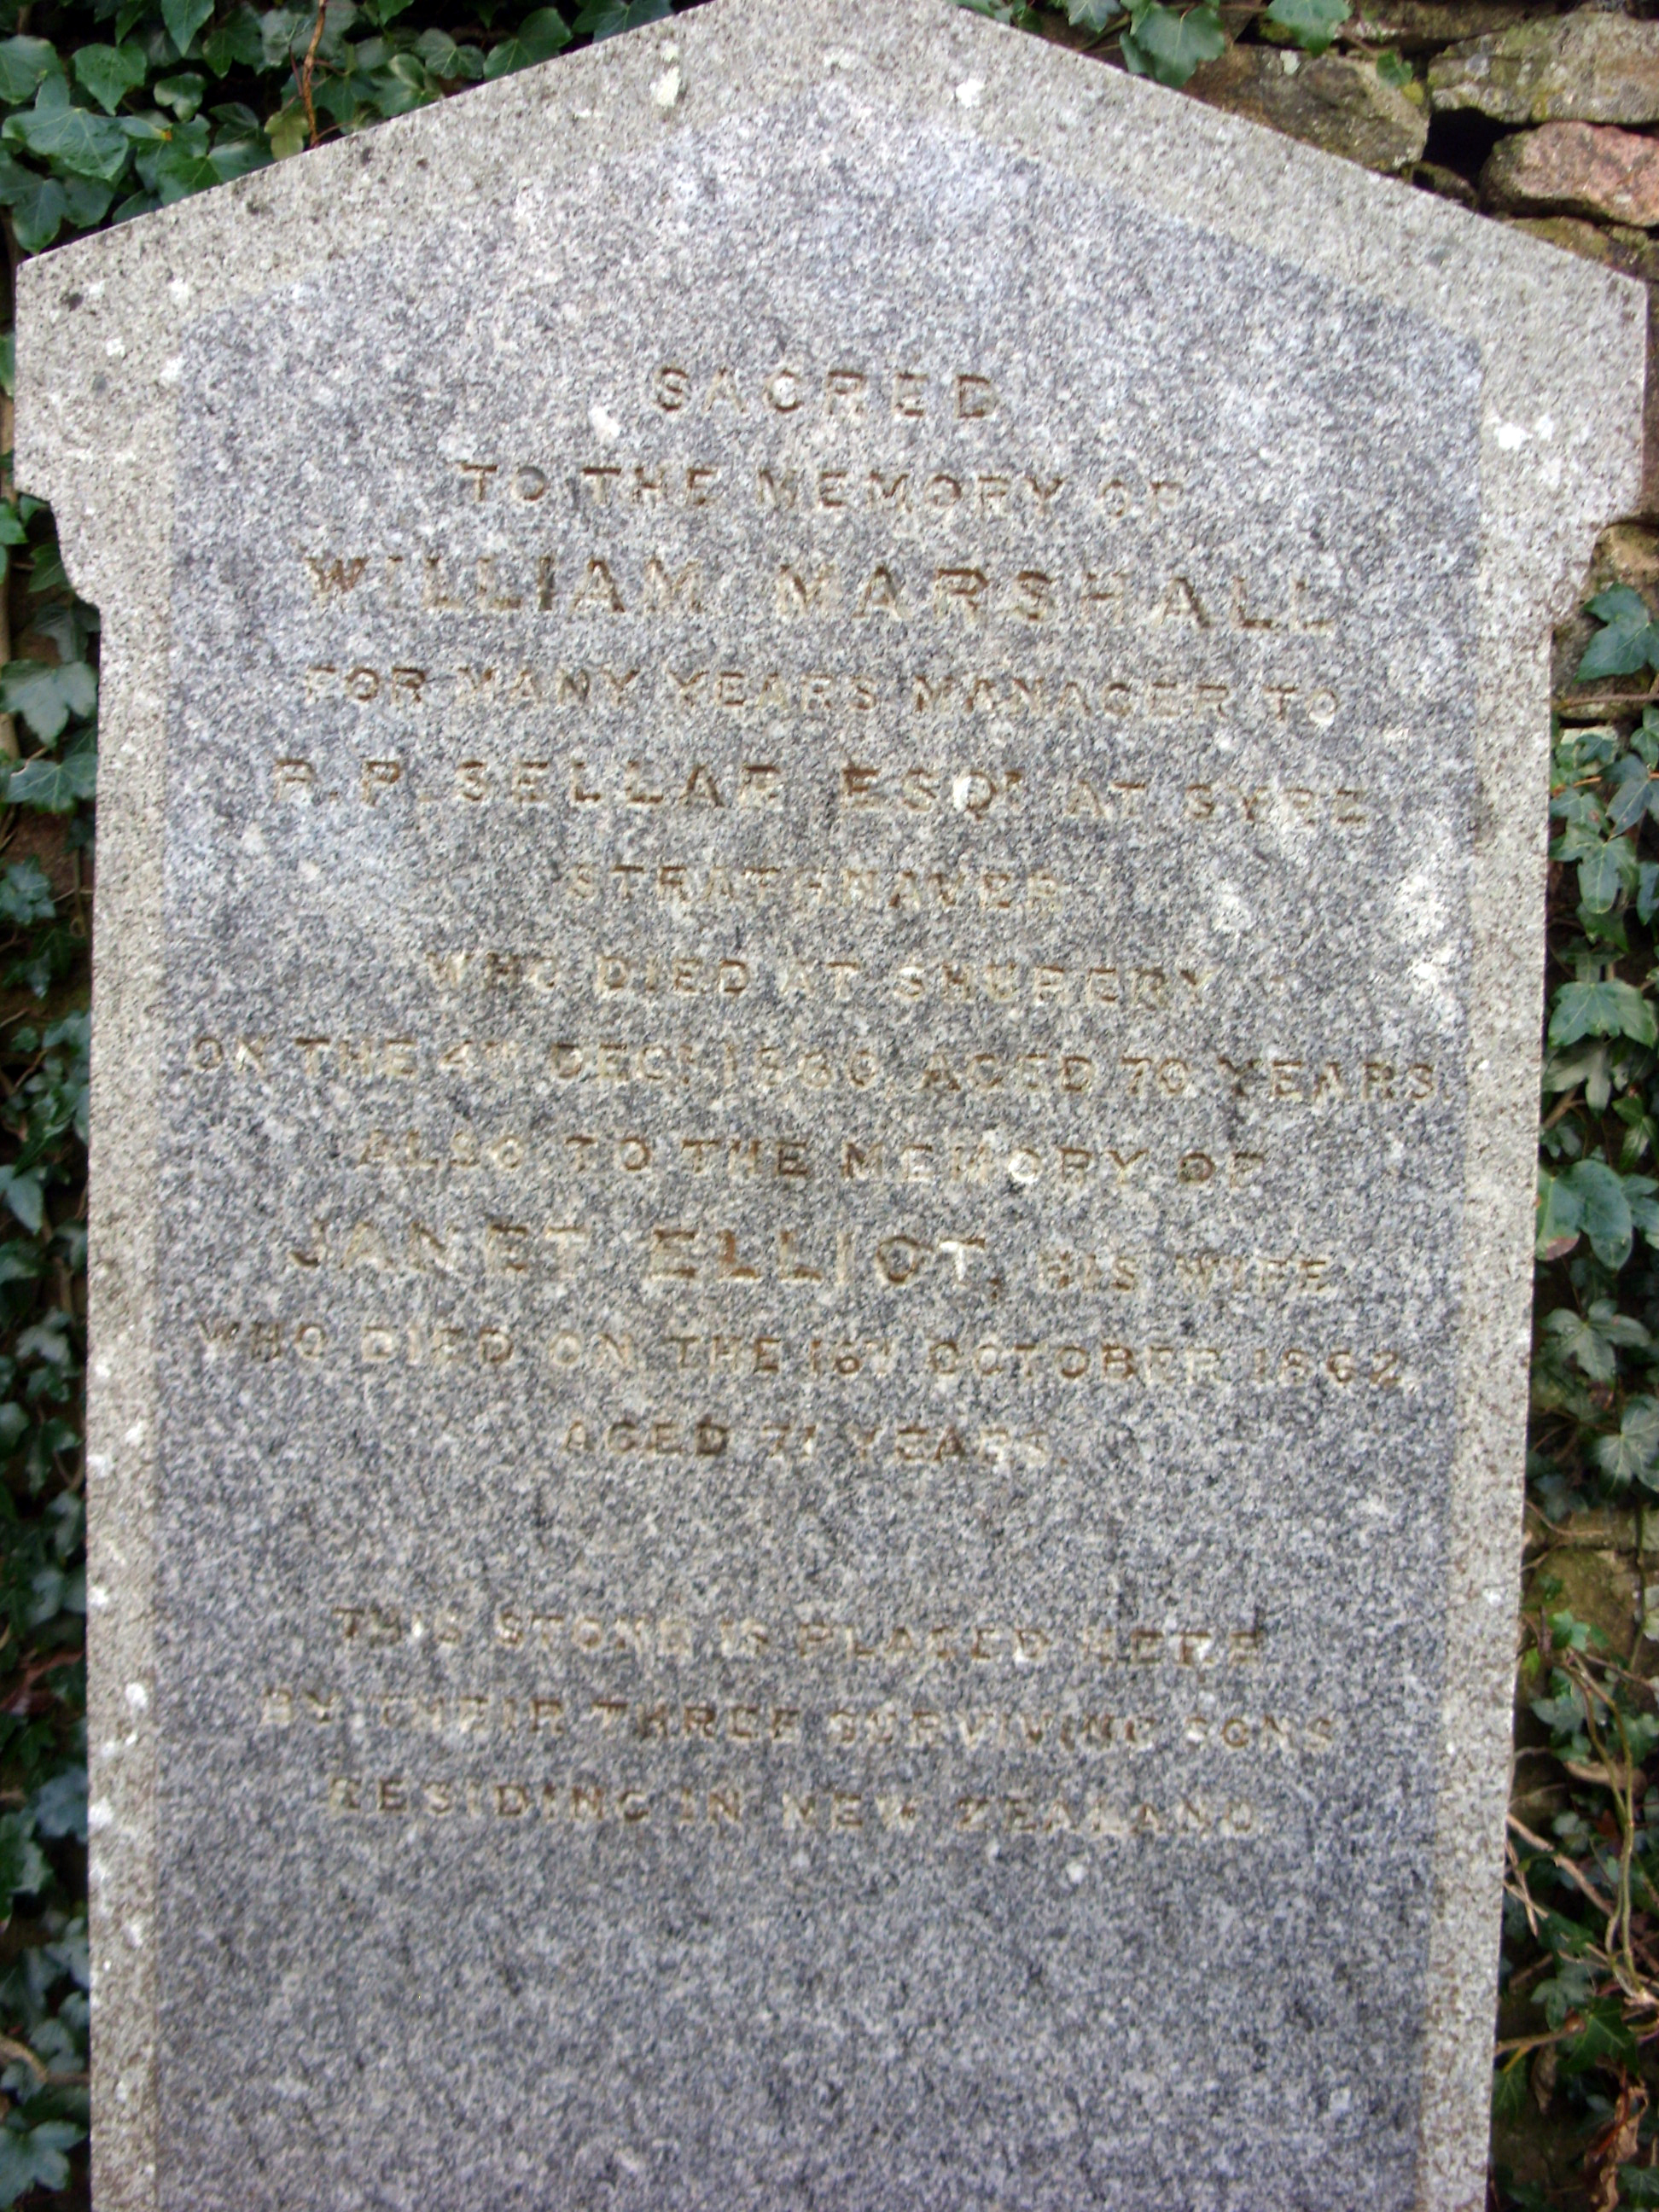 SACRED
TO THE MEMORY OF
WILLIAM MARSHALL
FOR MANY YEARS MANAGER TO
P. P. SELLAR ESQR AT SYRE
STRATHNAVER
WHO DIED AT SHURERY
ON THE 4TH DECR AGED YEARS.
ALSO TO THE MEMORY OF
JANET ELLIOT, HIS WIFE
WHO DIED ON THE 16TH OCTOBER 1862,
AGED 71 YEARS.
THIS STONE IS PLACED HERE
BY THEIR THREE SURVIVING SONS
RESIDING IN NEW ZEALAND